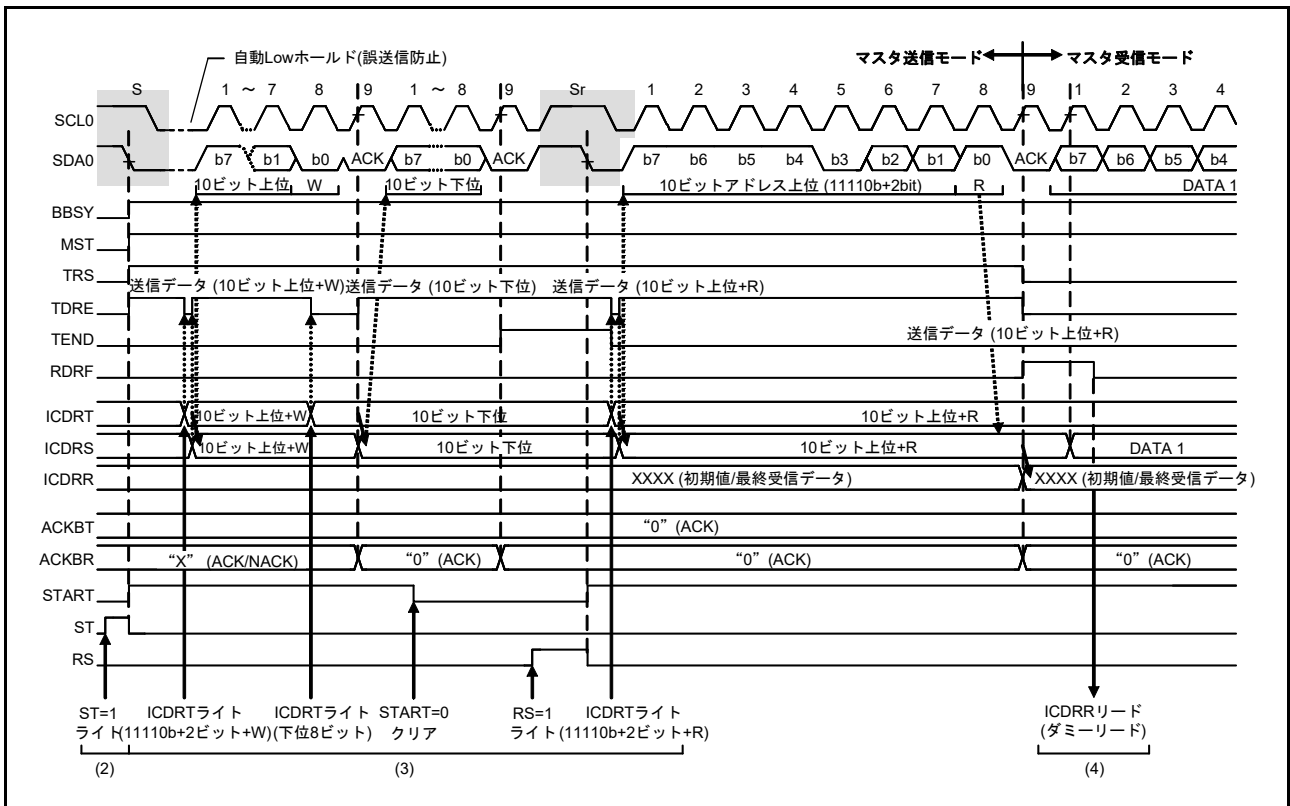 自動Lowホールド(誤送信防止)
マスタ送信モード マスタ受信モード
S 1 ～ 7 8 9 1 ～ 8 9 Sr 1 2 3 4 5 6 7 8 9 1 2 3 4
SCL0
SDA0 b7 b1 b0 ACK b7 b0 ACK b7 b6 b5 b4 b3 b2 b1 b0 ACK b7 b6 b5 b4
10ビット上位 W 10ビット下位 10ビットアドレス上位 (11110b+2bit) R DATA 1
BBSY
MST
TRS
送信データ (10ビット上位+W) 送信データ (10ビット下位) 送信データ (10ビット上位+R)
TDRE
TEND 送信データ (10ビット上位+R)
RDRF
ICDRT 10ビット上位+W 10ビット下位 10ビット上位+R
ICDRS 10ビット上位+W 10ビット下位 10ビット上位+R DATA 1
ICDRR XXXX (初期値/最終受信データ) XXXX (初期値/最終受信データ)
ACKBT “0” (ACK)
ACKBR “X” (ACK/NACK) “0” (ACK) “0” (ACK) “0” (ACK)
START
ST
RS
ST=1 ICDRTライト ICDRTライト START=0 RS=1 ICDRTライト ICDRRリード
ライト (11110b+2ビット+W) (下位8ビット) クリア ライト (11110b+2ビット+R) (ダミーリード)
(2) (3) (4)